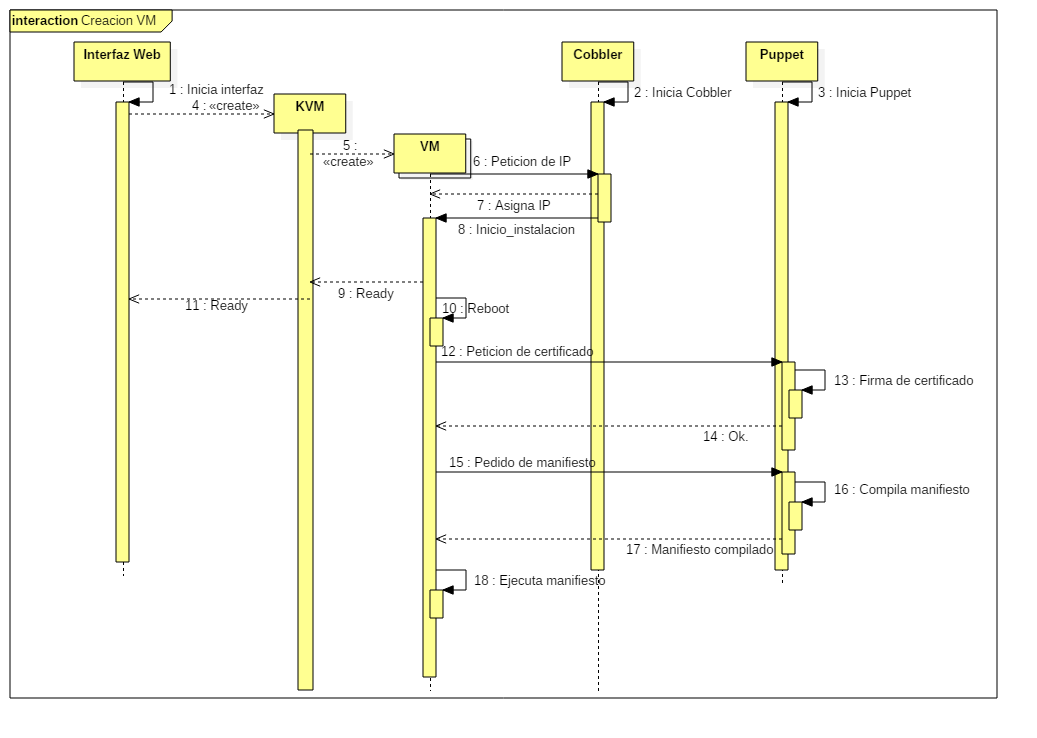 interaction Creacion VM
Interfaz Web
Cobbler
Puppet
1 : Inicia interfaz
2 : Inicia Cobbler
3 : Inicia Puppet
4 : «create»
KVM
5 :
«create»
VM
6 : Peticion de IP
7 : Asigna IP
8 : Inicio_instalacion
9 : Ready
11 : Ready
10 : Reboot
12 : Peticion de certificado
13 : Firma de certificado
14 : Ok.
15 : Pedido de manifiesto
16 : Compila manifiesto
17 : Manifiesto compilado
18 : Ejecuta manifiesto